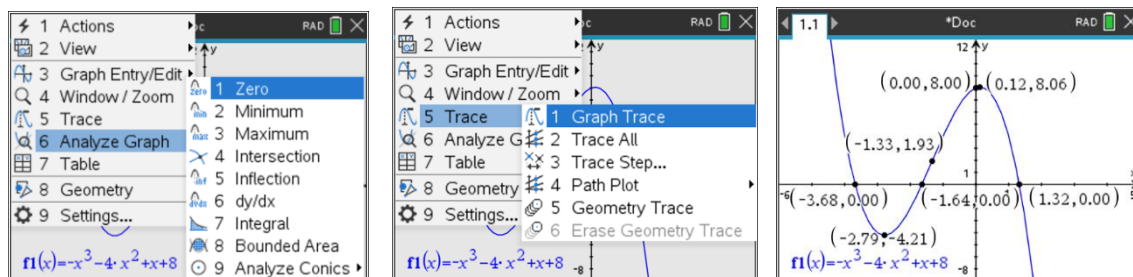 1 Actions
2 View
3 Graph Entry/Edit
4 Window / Zoom
5 Trace
6 Analyze Graph
7 Table
8 Geometry
9 Settings...
RAD
y
1 Zero
2 Minimum
3 Maximum
4 Intersection
5 Inflection
6 dy/dx
7 Integral
8 Bounded Area
9 Analyze Conics
f1(x)=-x³-4·x²+x+8
1 Actions
2 View
3 Graph Entry/Edit
4 Window / Zoom
5 Trace
6 Analyze G
7 Table
8 Geometry
9 Settings...
RAD
y
1 Graph Trace
2 Trace All
3 Trace Step...
4 Path Plot
5 Geometry Trace
6 Erase Geometry Trace
f1(x)=-x³-4·x²+x+8
-8
1.1
*Doc
RAD
12
y
(0.00,8.00)
(0.12,8.06)
(-1.33,1.93)
1
-6
(-3.68,0.00)
(-1.64,0.00)
(1.32,0.00)
(-2.79,-4.21)
f1(x)=-x³-4·x²+x+8
-8